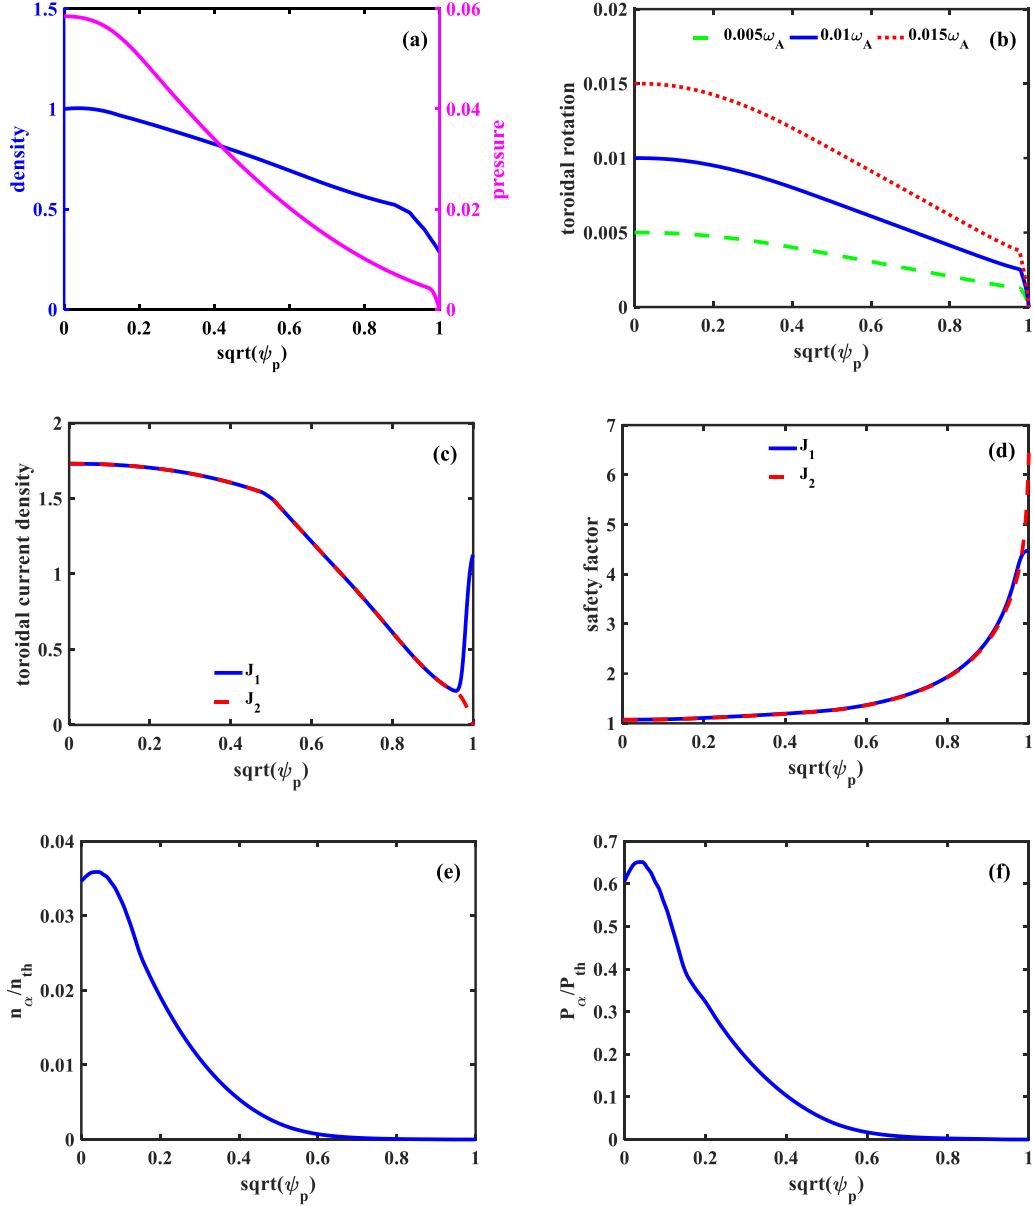 (a)
density
pressure
1.5
1
0.5
0
0.06
0.04
0.02
0
0 0.2 0.4 0.6 0.8 1
sqrt(ψp)
(b)
0.005ωA 0.01ωA 0.015ωA
toroidal rotation
0.02
0.015
0.01
0.005
0
0 0.2 0.4 0.6 0.8 1
sqrt(ψp)
(c)
toroidal current density
2
1.5
1
0.5
0
J1
J2
0 0.2 0.4 0.6 0.8 1
sqrt(ψp)
(d)
safety factor
7
6
5
4
3
2
1
J1
J2
0 0.2 0.4 0.6 0.8 1
sqrt(ψp)
(e)
nα/nth
0.04
0.03
0.02
0.01
0
0 0.2 0.4 0.6 0.8 1
sqrt(ψp)
(f)
Pα/Pth
0.7
0.6
0.5
0.4
0.3
0.2
0.1
0
0 0.2 0.4 0.6 0.8 1
sqrt(ψp)